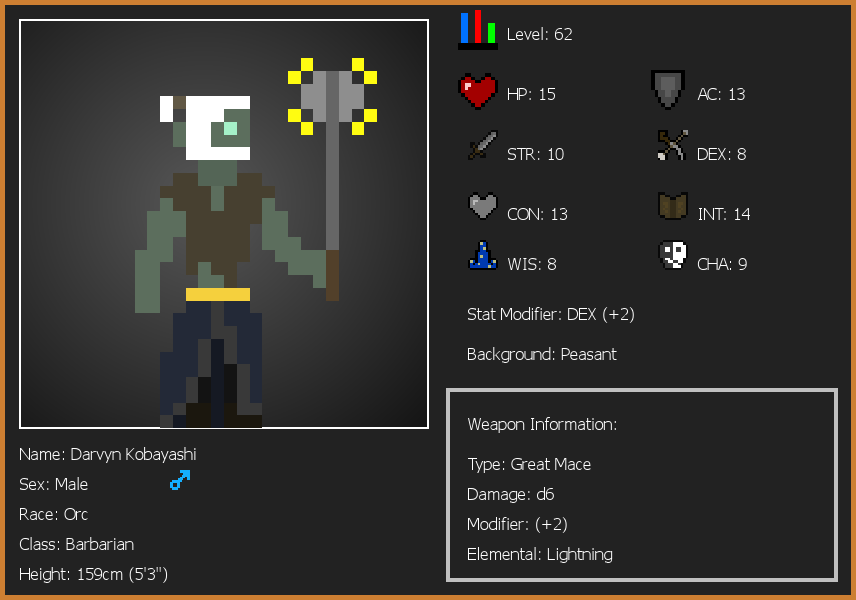 Level: 62
HP: 15
AC: 13
STR: 10
DEX: 8
CON: 13
INT: 14
WIS: 8
CHA: 9
Stat Modifier: DEX (+2)
Background: Peasant
Weapon Information:
Type: Great Mace
Damage: d6
Modifier: (+2)
Elemental: Lightning
Name: Darvyn Kobayashi
Sex: Male
Race: Orc
Class: Barbarian
Height: 159cm (5'3")